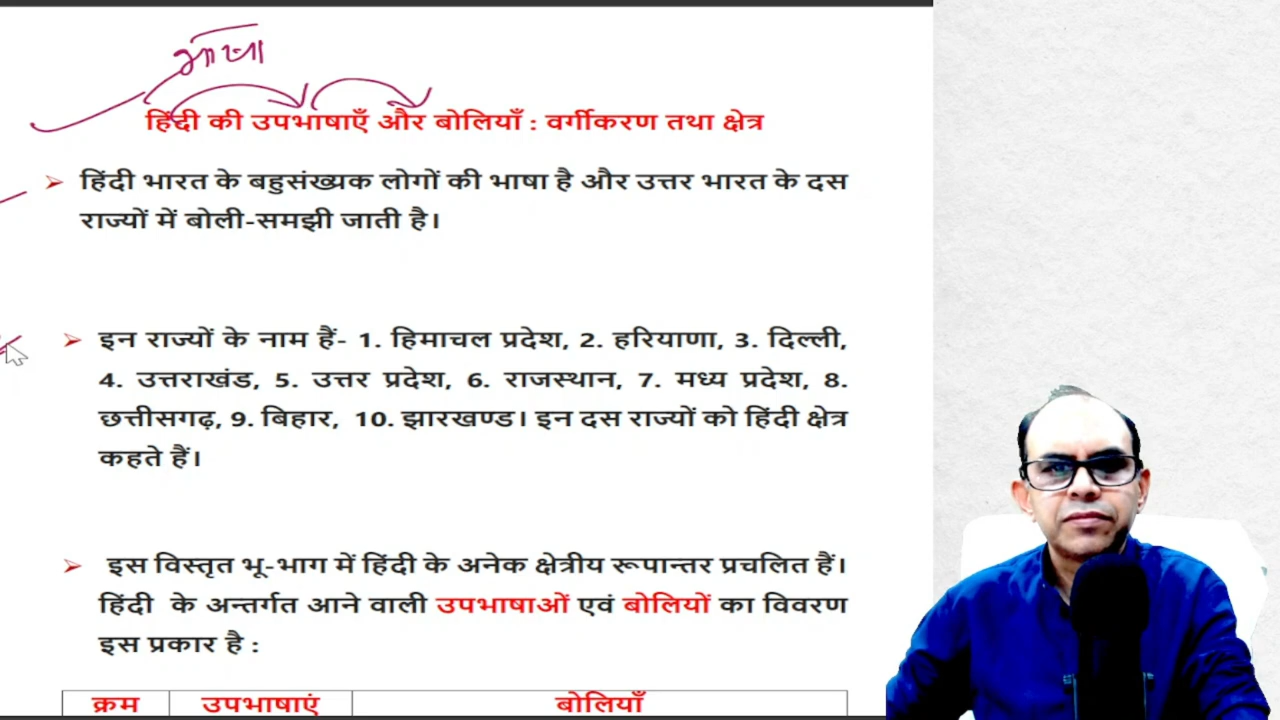 भाषा
हिंदी की उपभाषाएँ और बोलियाँ : वर्गीकरण तथा क्षेत्र
➢ हिंदी भारत के बहुसंख्यक लोगों की भाषा है और उत्तर भारत के दस
राज्यों में बोली-समझी जाती है।
➢ इन राज्यों के नाम हैं- 1. हिमाचल प्रदेश, 2. हरियाणा, 3. दिल्ली,
4. उत्तराखंड, 5. उत्तर प्रदेश, 6. राजस्थान, 7. मध्य प्रदेश, 8.
छत्तीसगढ़, 9. बिहार, 10. झारखण्ड। इन दस राज्यों को हिंदी क्षेत्र
कहते हैं।
➢ इस विस्तृत भू-भाग में हिंदी के अनेक क्षेत्रीय रूपान्तर प्रचलित हैं।
हिंदी के अन्तर्गत आने वाली उपभाषाओं एवं बोलियों का विवरण
इस प्रकार है :
क्रम उपभाषाएं बोलियाँ